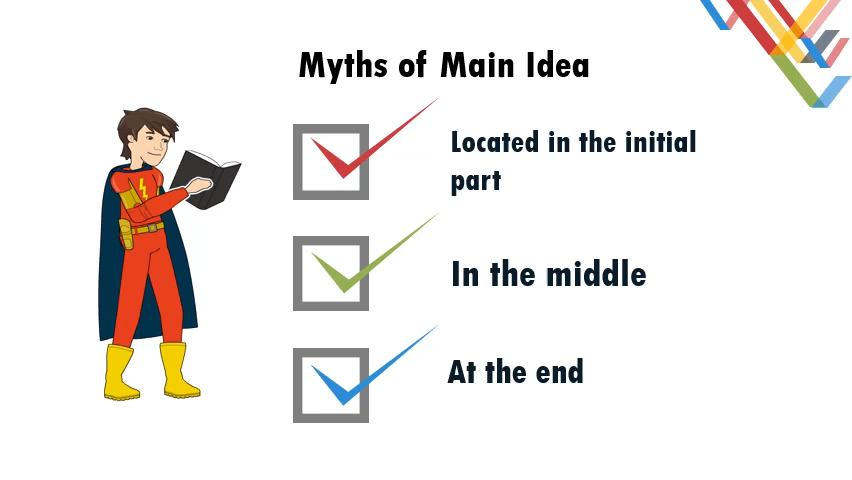 Myths of Main Idea
Located in the initial
part
In the middle
At the end